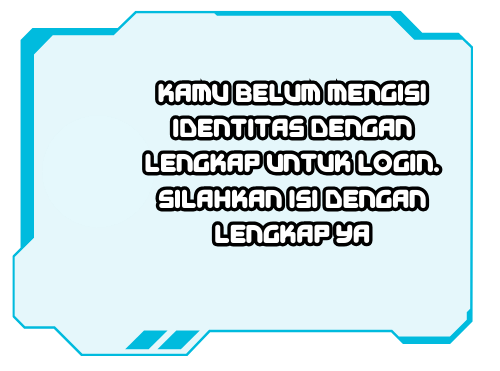 KAMU BELUM MENGISI
IDENTITAS DENGAN
LENGKAP UNTUK LOGIN.
SILAHKAN ISI DENGAN
LENGKAP YA